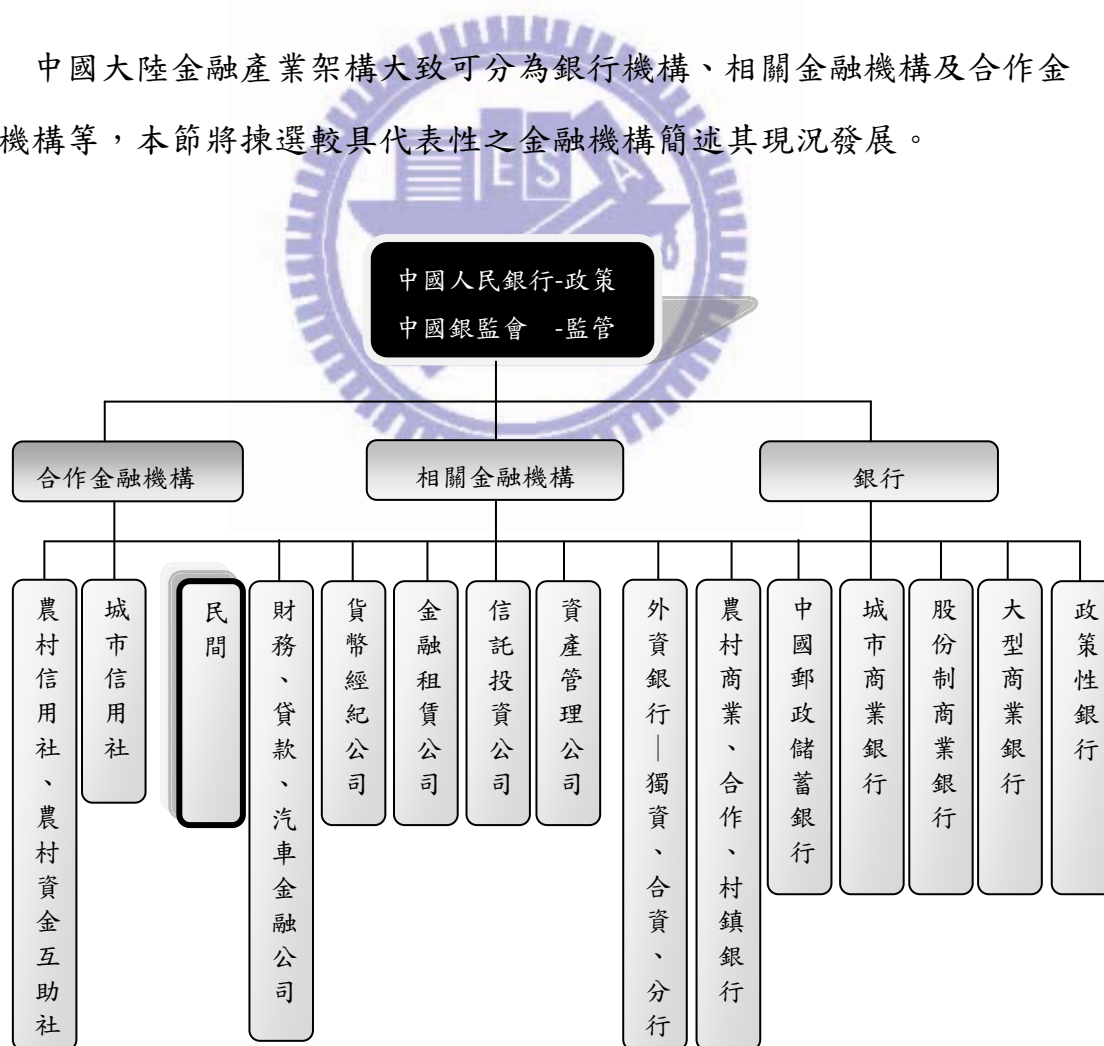 中國大陸金融產業架構大致可分為銀行機構、相關金融機構及合作金
機構等，本節將揀選較具代表性之金融機構簡述其現況發展。
ESA
中國人民銀行-政策
中國銀監會 -監管
合作金融機構
相關金融機構
銀行
農村信用社、農村資金互助社
城市信用社
民間
財務、貸款、汽車金融公司
貨幣經紀公司
金融租賃公司
信託投資公司
資產管理公司
外資銀行—獨資、合資、分行
農村商業、合作、村鎮銀行
中國郵政儲蓄銀行
城市商業銀行
股份制商業銀行
大型商業銀行
政策性銀行